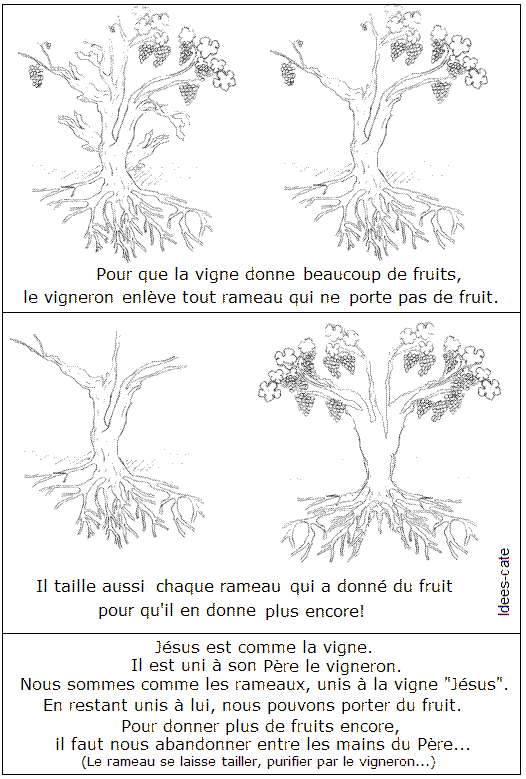 Pour que la vigne donne beaucoup de fruits,
le vigneron enlève tout rameau qui ne porte pas de fruit.
Il taille aussi chaque rameau qui a donné du fruit
pour qu'il en donne plus encore!
Idees-cate
Jésus est comme la vigne.
Il est uni à son Père le vigneron.
Nous sommes comme les rameaux, unis à la vigne "Jésus".
En restant unis à lui, nous pouvons porter du fruit.
Pour donner plus de fruits encore,
il faut nous abandonner entre les mains du Père...
(Le rameau se laisse tailler, purifier par le vigneron...)